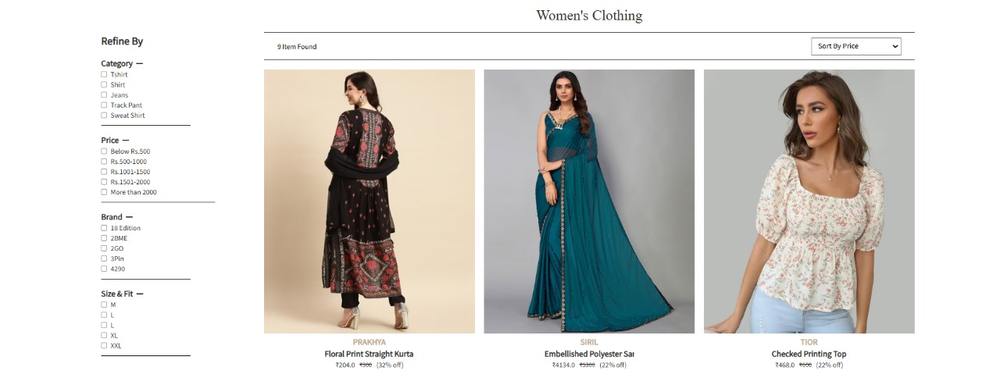 Women's Clothing
Refine By
9 Item Found
Sort By Price
Category —
Tshirt
Shirt
Jeans
Track Pant
Sweat Shirt
Price —
Below Rs.500
Rs.500-1000
Rs.1001-1500
Rs.1501-2000
More than 2000
Brand —
18 Edition
2BME
2GO
3Pin
4290
Size & Fit —
M
L
L
XL
XXL
PRAKHYA
Floral Print Straight Kurta
₹204.0 ₹300 (32% off)
SIRIL
Embellished Polyester Sar
₹4134.0 ₹5300 (22% off)
TIOR
Checked Printing Top
₹468.0 ₹600 (22% off)